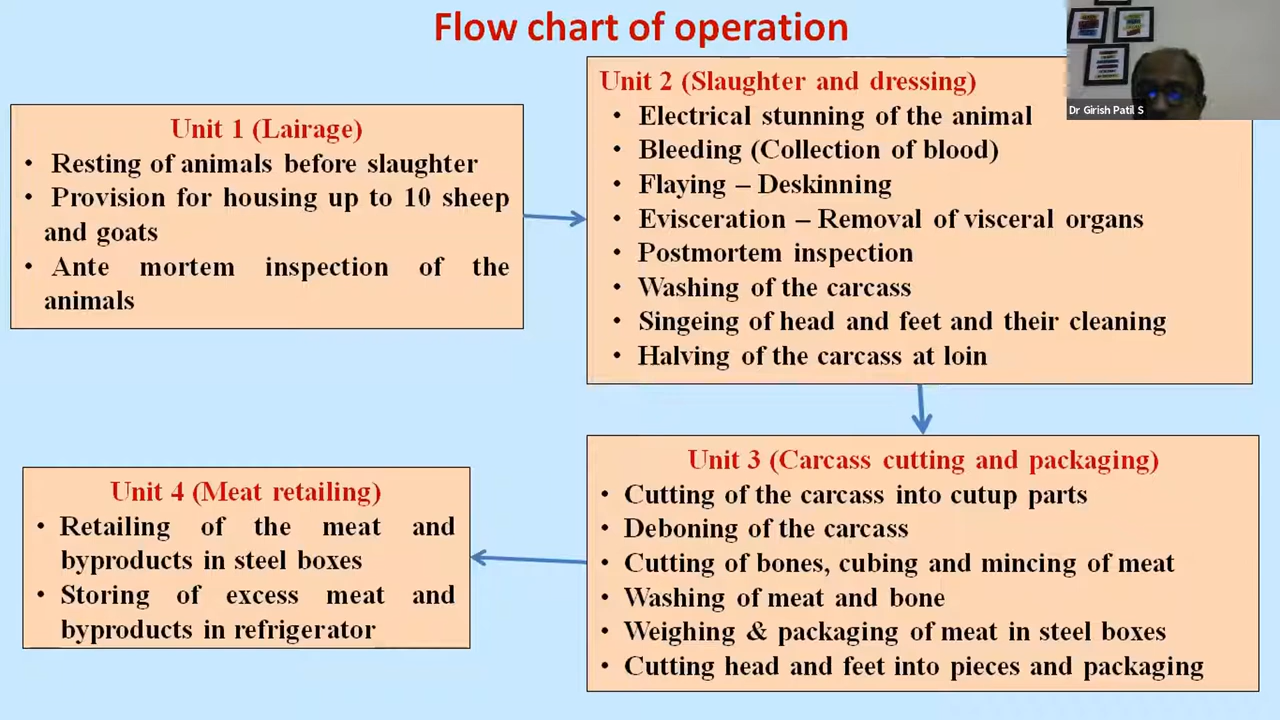 Flow chart of operation
Dr Girish Patil S
Unit 1 (Lairage)
• Resting of animals before slaughter
• Provision for housing up to 10 sheep
and goats
• Ante mortem inspection of the
animals
Unit 2 (Slaughter and dressing)
• Electrical stunning of the animal
• Bleeding (Collection of blood)
• Flaying – Deskinning
• Evisceration – Removal of visceral organs
• Postmortem inspection
• Washing of the carcass
• Singeing of head and feet and their cleaning
• Halving of the carcass at loin
Unit 3 (Carcass cutting and packaging)
• Cutting of the carcass into cutup parts
• Deboning of the carcass
• Cutting of bones, cubing and mincing of meat
• Washing of meat and bone
• Weighing & packaging of meat in steel boxes
• Cutting head and feet into pieces and packaging
Unit 4 (Meat retailing)
• Retailing of the meat and
byproducts in steel boxes
• Storing of excess meat and
byproducts in refrigerator